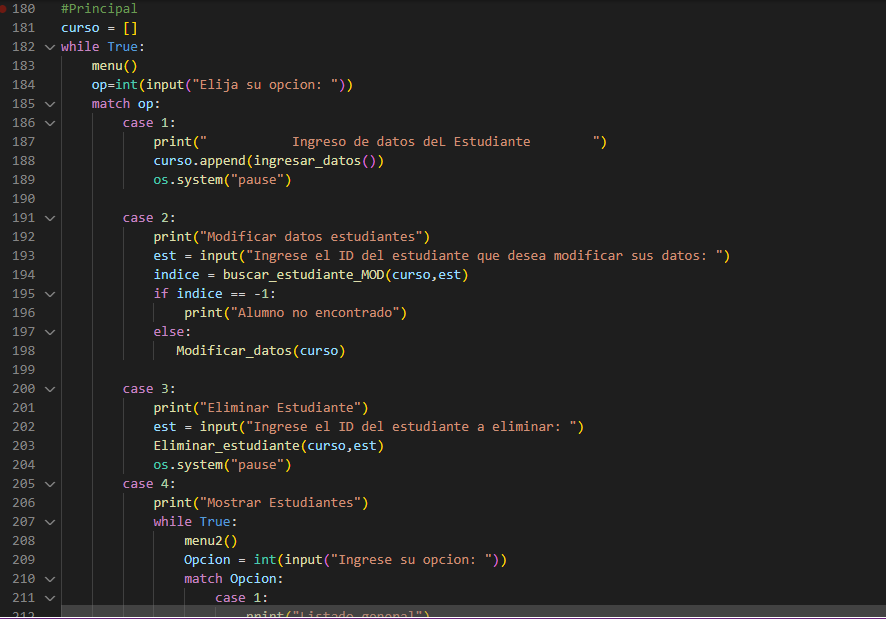 180 #Principal
181 curso = []
182 while True:
183     menu()
184     op=int(input("Elija su opcion: "))
185     match op:
186         case 1:
187             print("           Ingreso de datos deL Estudiante        ")
188             curso.append(ingresar_datos())
189             os.system("pause")
190
191         case 2:
192             print("Modificar datos estudiantes")
193             est = input("Ingrese el ID del estudiante que desea modificar sus datos: ")
194             indice = buscar_estudiante_MOD(curso,est)
195             if indice == -1:
196                 print("Alumno no encontrado")
197             else:
198                Modificar_datos(curso)
199
200         case 3:
201             print("Eliminar Estudiante")
202             est = input("Ingrese el ID del estudiante a eliminar: ")
203             Eliminar_estudiante(curso,est)
204             os.system("pause")
205         case 4:
206             print("Mostrar Estudiantes")
207             while True:
208                 menu2()
209                 Opcion = int(input("Ingrese su opcion: "))
210                 match Opcion:
211                     case 1:
212                         print("Listado general")